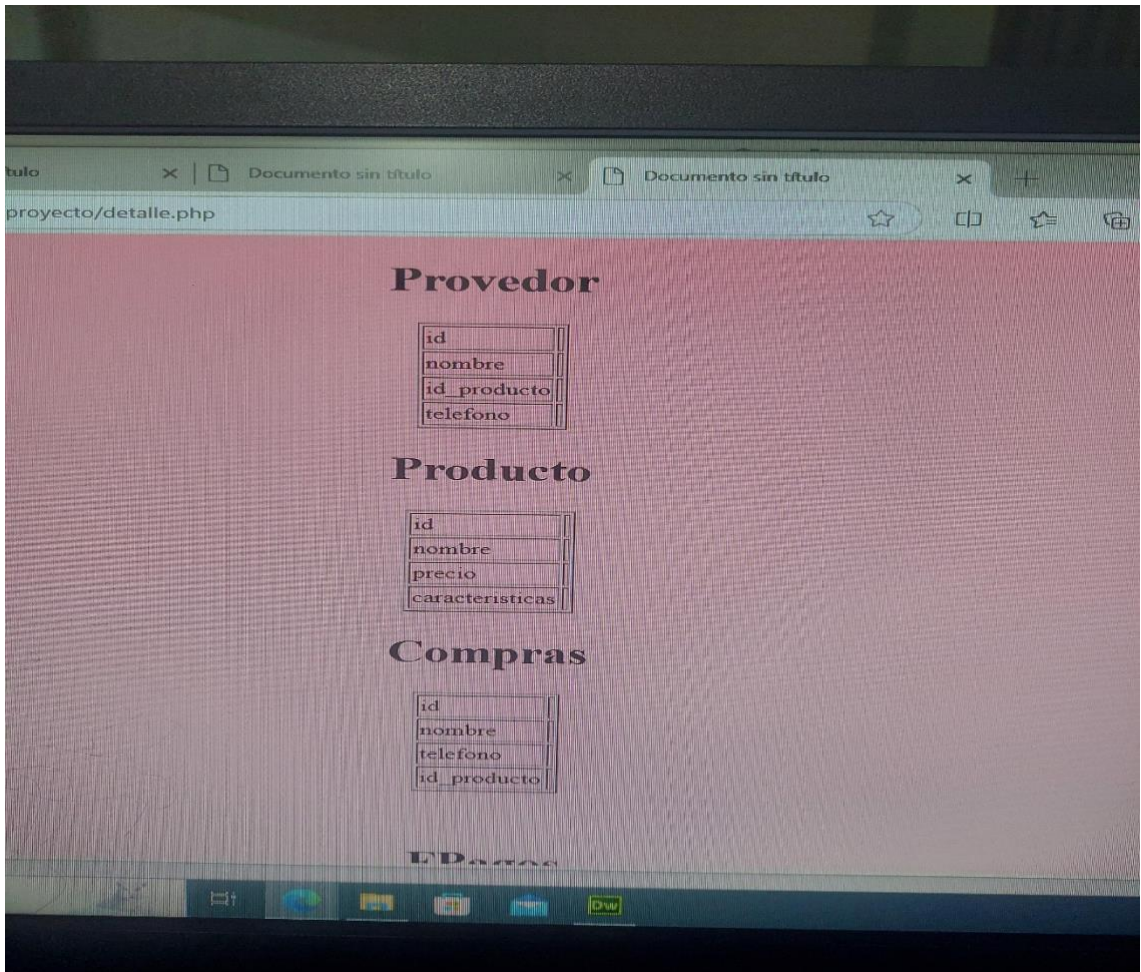 tulo
Documento sin título
Documento sin título
proyecto/detalle.php
Provedor
id
nombre
id_producto
telefono
Producto
id
nombre
precio
caracteristicas
Compras
id
nombre
telefono
id_producto
Dw